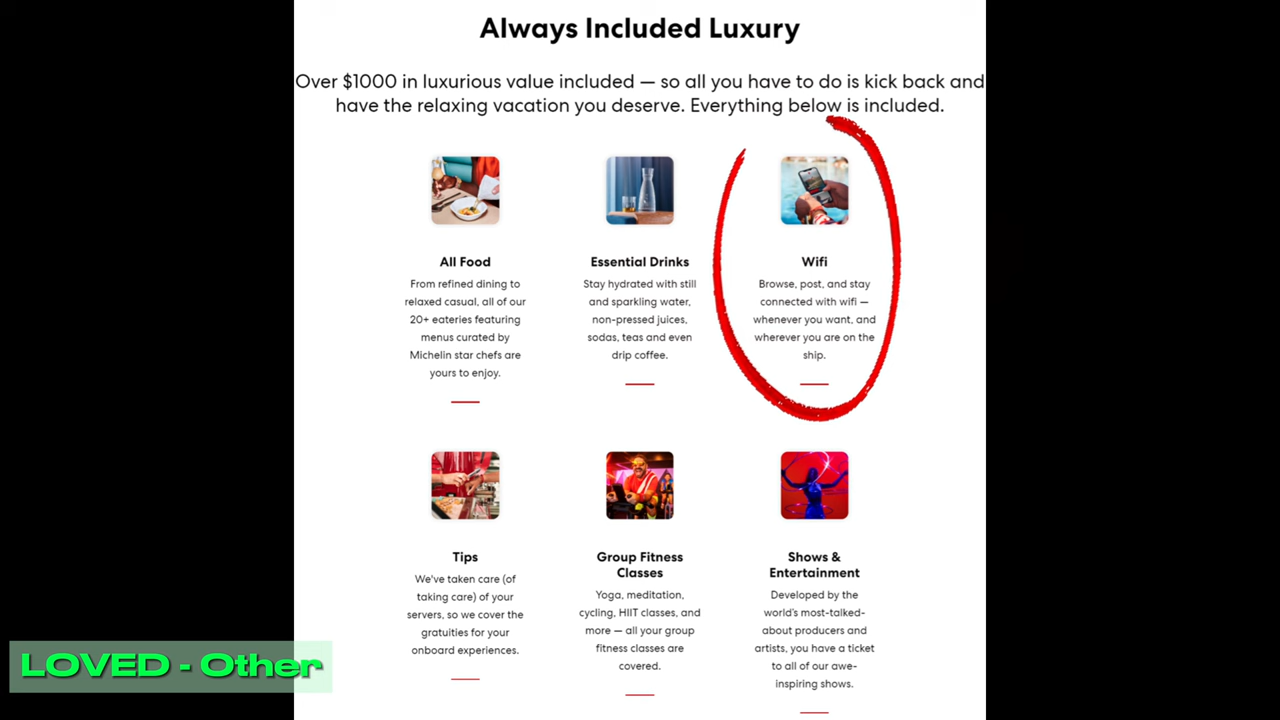 Always Included Luxury
Over $1000 in luxurious value included — so all you have to do is kick back and
have the relaxing vacation you deserve. Everything below is included.
All Food
From refined dining to
relaxed casual, all of our
20+ eateries featuring
menus curated by
Michelin star chefs are
yours to enjoy.
Essential Drinks
Stay hydrated with still
and sparkling water,
non-pressed juices,
sodas, teas and even
drip coffee.
Wifi
Browse, post, and stay
connected with wifi —
whenever you want, and
wherever you are on the
ship.
Tips
We've taken care (of
taking care) of your
servers, so we cover the
gratuities for your
onboard experiences.
Group Fitness
Classes
Yoga, meditation,
cycling, HIIT classes, and
more — all your group
fitness classes are
covered.
Shows &
Entertainment
Developed by the
world's most-talked-
about producers and
artists, you have a ticket
to all of our awe-
inspiring shows.
LOVED - Other